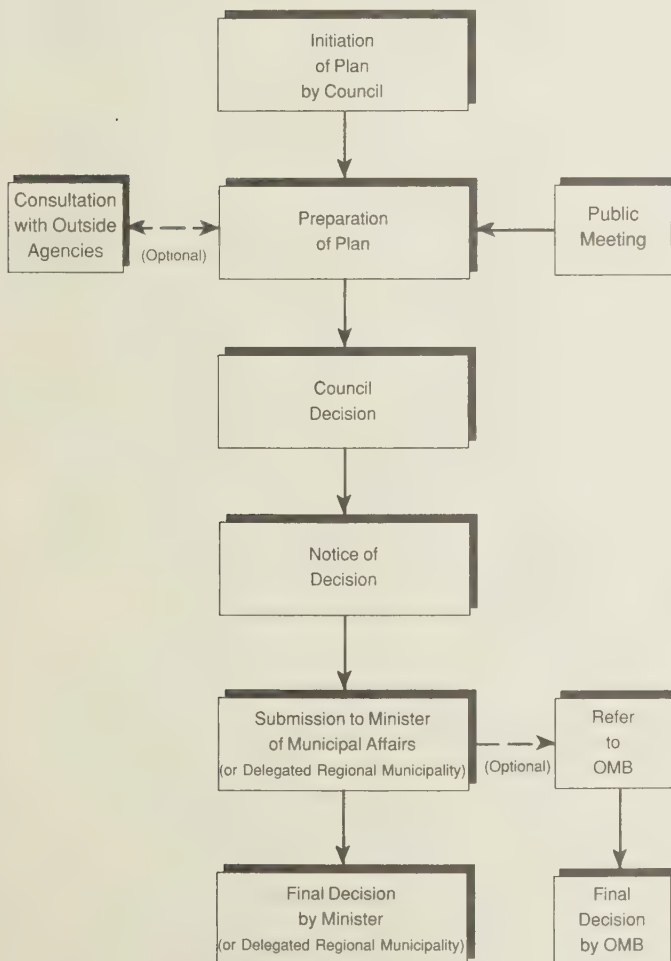 Initiation
of Plan
by Council
Consultation
with Outside
Agencies
(Optional)
Preparation
of Plan
Public
Meeting
Council
Decision
Notice of
Decision
Submission to Minister
of Municipal Affairs
(or Delegated Regional Municipality)
(Optional)
Refer
to
OMB
Final Decision
by Minister
(or Delegated Regional Municipality)
Final
Decision
by OMB